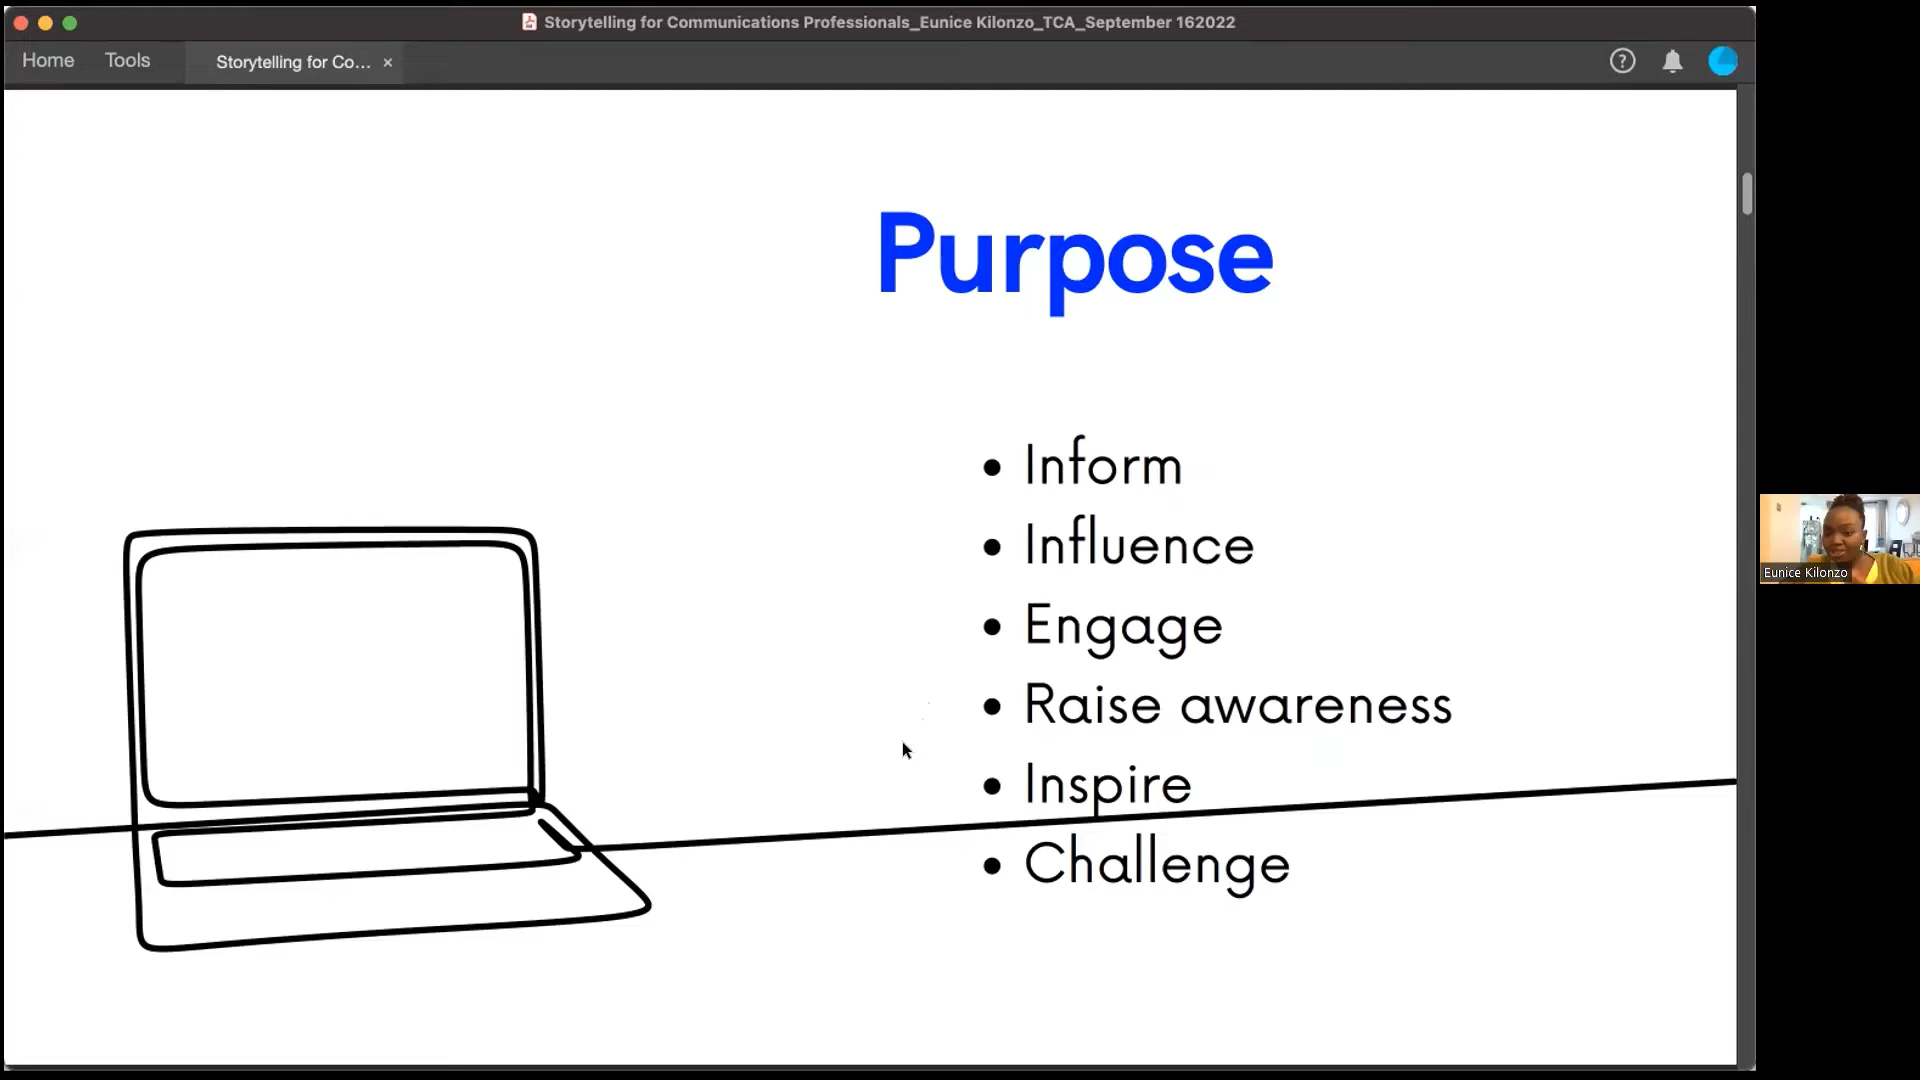 Storytelling for Communications Professionals_Eunice Kilonzo_TCA_September 162022
Home
Tools
Storytelling for Co...
Purpose
• Inform
• Influence
• Engage
• Raise awareness
• Inspire
• Challenge
Eunice Kilonzo